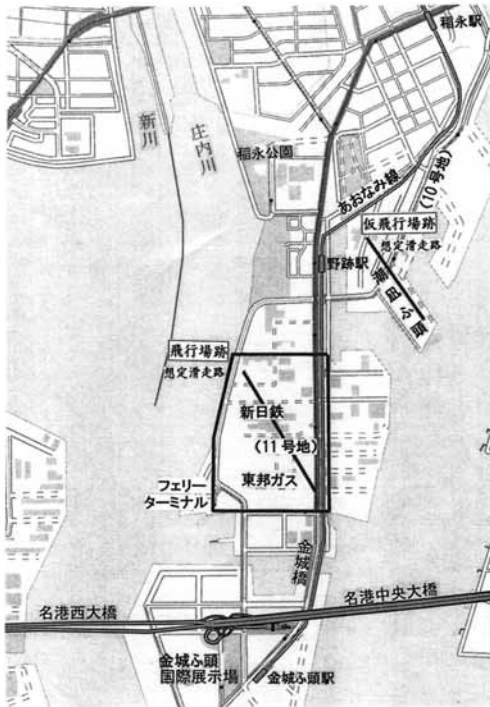 稲永駅
新川
庄内川
稲永公園
あおなみ線
(10号地)
仮飛行場跡
想定滑走路
野跡駅
潮凪ふ頭
飛行場跡
想定滑走路
新日鉄
(11号地)
東邦ガス
フェリー
ターミナル
金城橋
名港西大橋
名港中央大橋
金城ふ頭
国際展示場
金城ふ頭駅